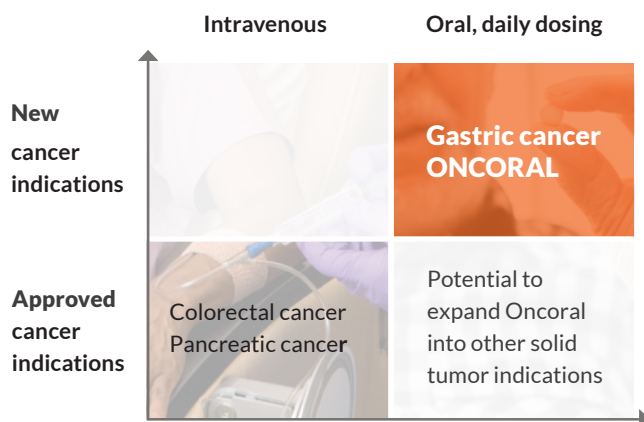 Intravenous
Oral, daily dosing
New
cancer
indications
Gastric cancer
ONCORAL
Approved
cancer
indications
Colorectal cancer
Pancreatic cancer
Potential to
expand Oncoral
into other solid
tumor indications